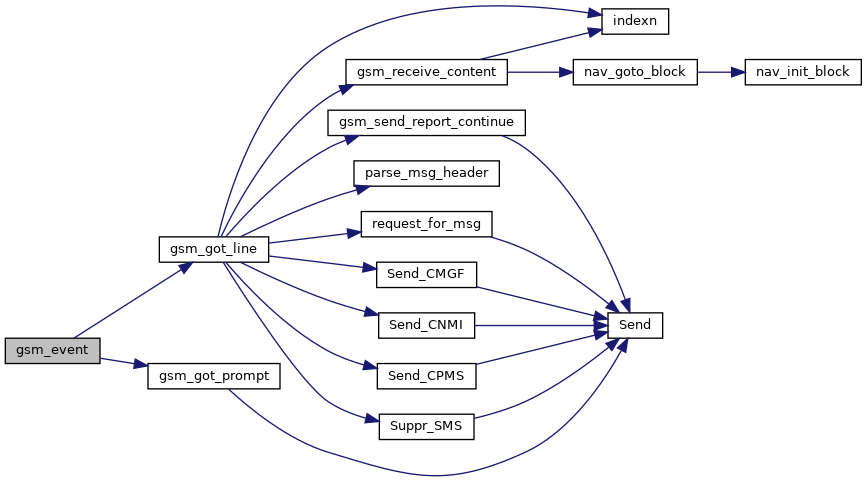 indexn
gsm_receive_content
nav_goto_block
nav_init_block
gsm_send_report_continue
parse_msg_header
request_for_msg
gsm_got_line
Send_CMGF
Send_CNMI
Send
gsm_event
gsm_got_prompt
Send_CPMS
Suppr_SMS